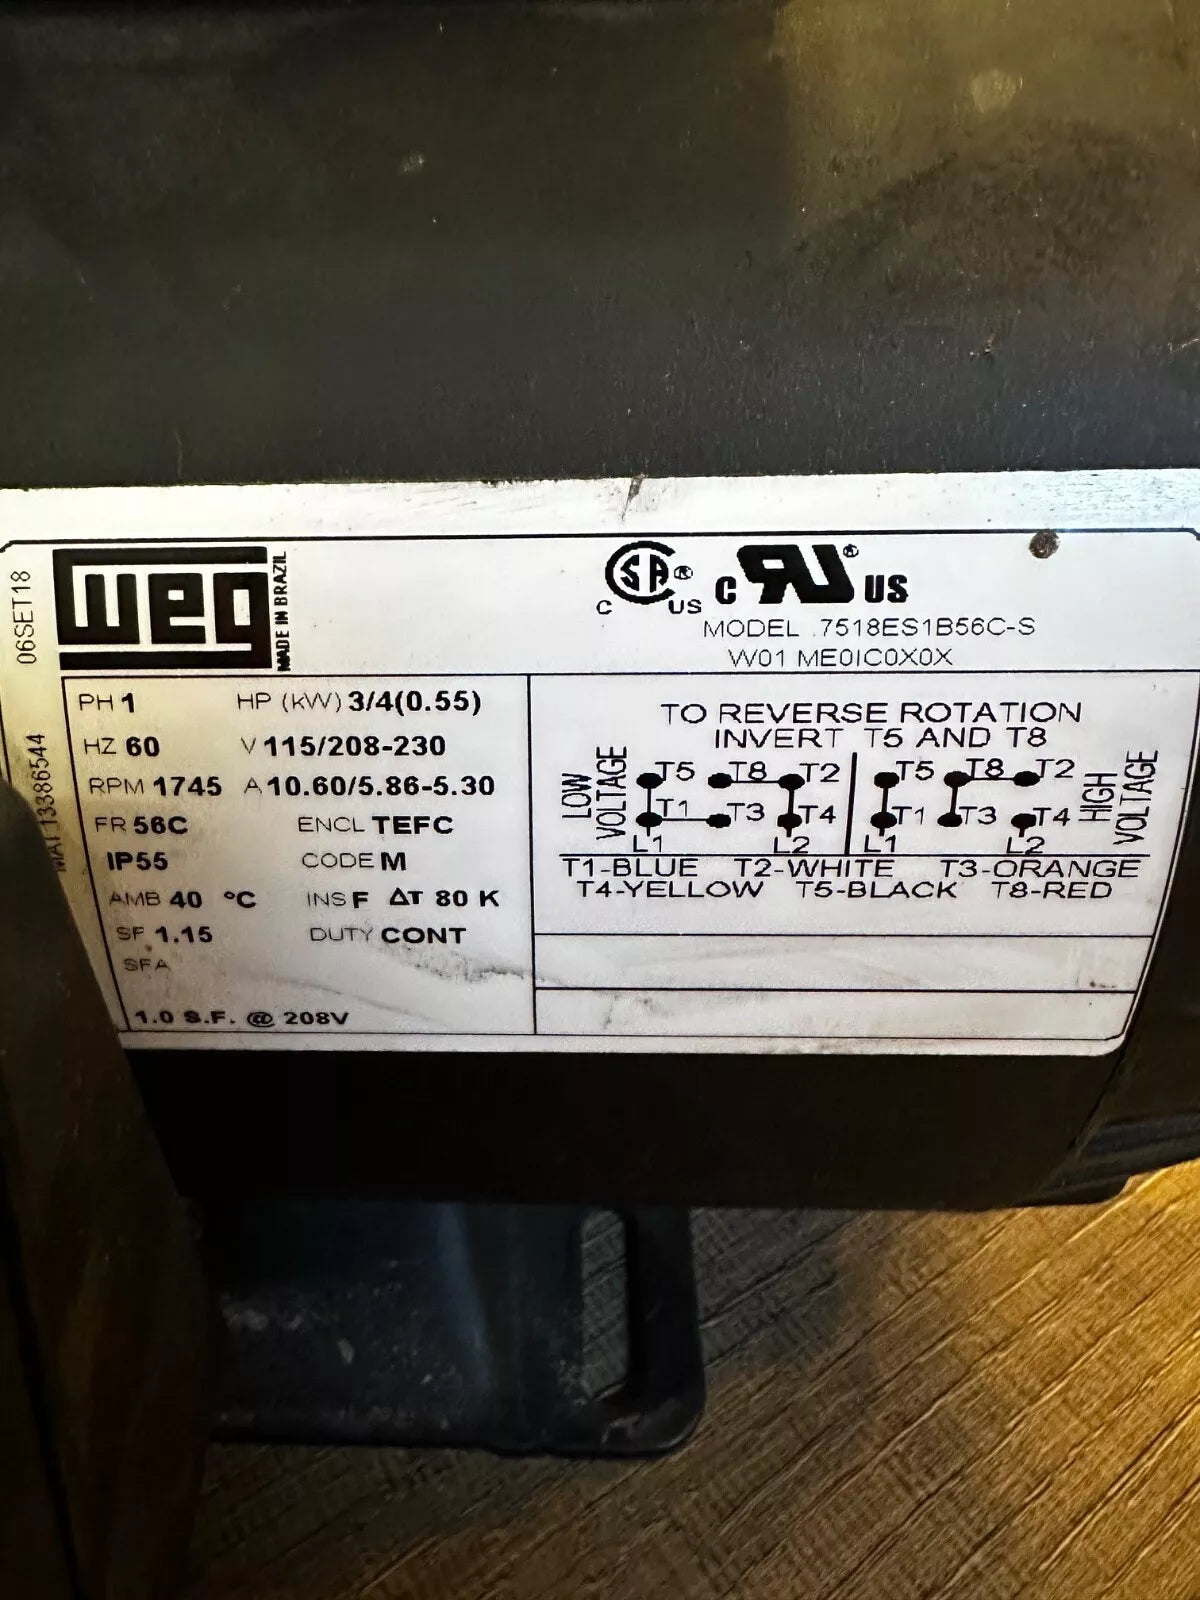 06SET18
MAT 13386544
WEG
MADE IN BRAZIL
C SA ® US
C RU ® US
MODEL .7518ES1B56C-S
W01 ME0IC0X0X
PH 1 HP (kW) 3/4(0.55)
HZ 60 V 115/208-230
RPM 1745 A 10.60/5.86-5.30
FR 56C ENCL TEFC
IP55 CODE M
AMB 40 °C INS F ΔT 80 K
SF 1.15 DUTY CONT
SFA
1.0 S.F. @ 208V
TO REVERSE ROTATION
INVERT T5 AND T8
LOW VOLTAGE
T5 T8 T2
T1 T3 T4
L1 L2
T5 T8 T2
T1 T3 T4
L1 L2
HIGH VOLTAGE
T1-BLUE T2-WHITE T3-ORANGE
T4-YELLOW T5-BLACK T8-RED